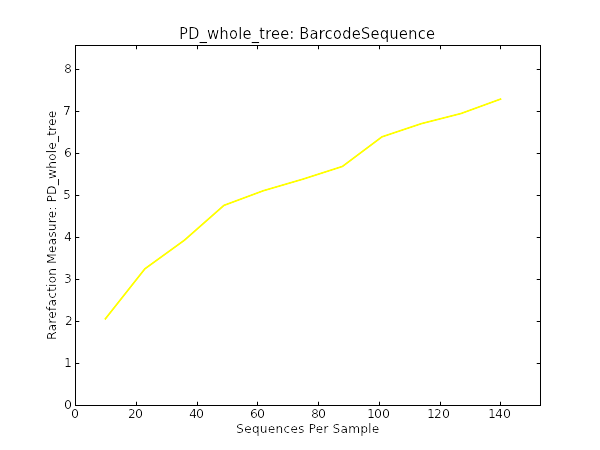 PD_whole_tree: BarcodeSequence
Rarefaction Measure: PD_whole_tree
8
7
6
5
4
3
2
1
0
0 20 40 60 80 100 120 140
Sequences Per Sample